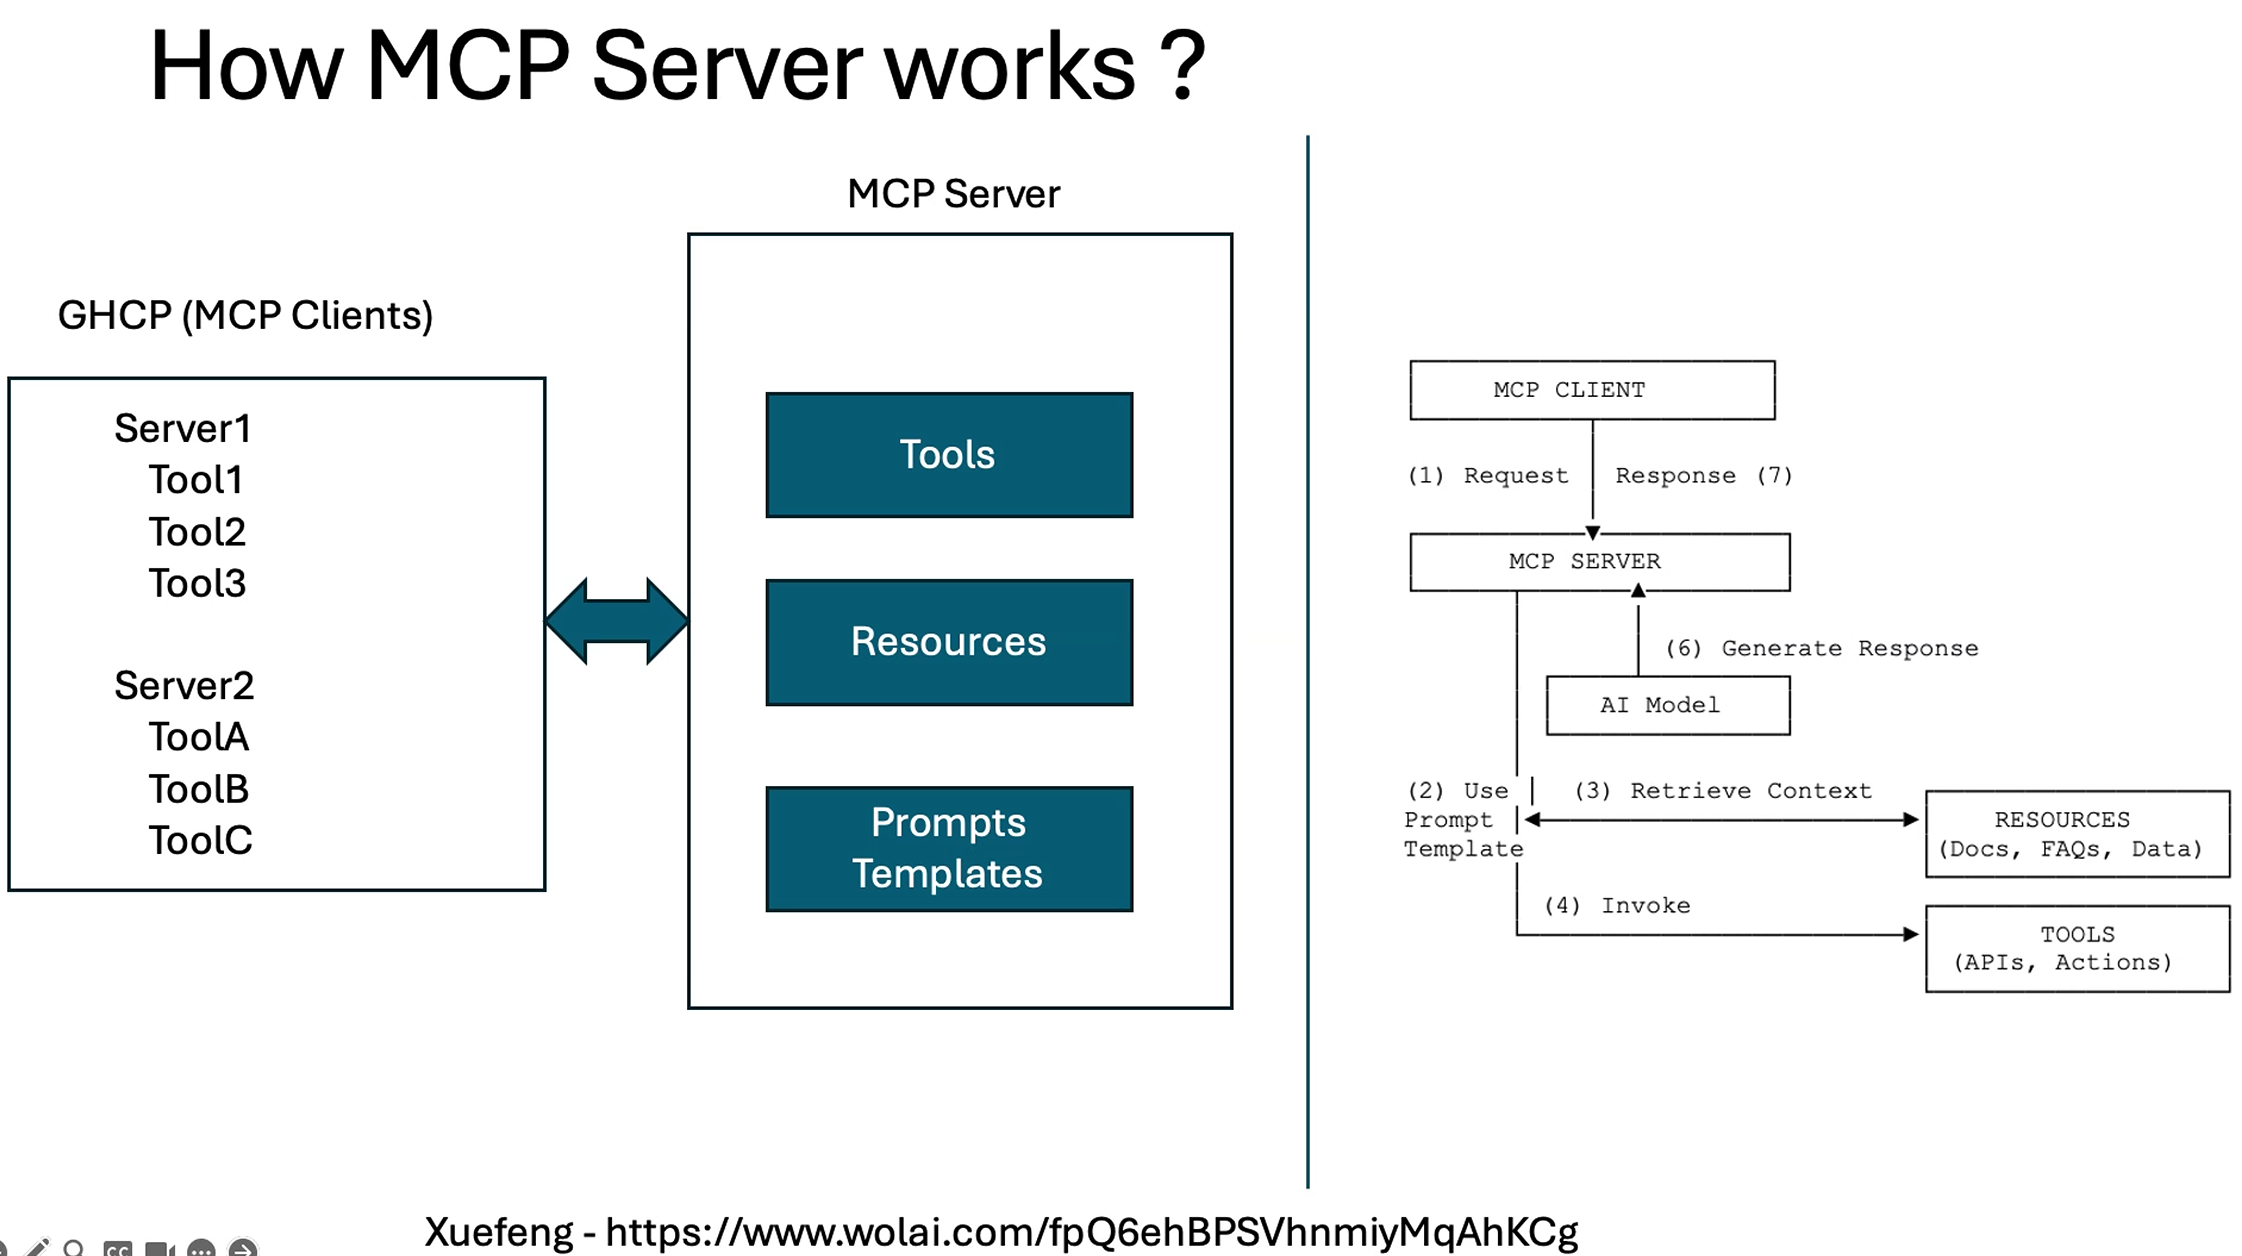 How MCP Server works ?
MCP Server
GHCP (MCP Clients)
Server1
Tool1
Tool2
Tool3
Server2
ToolA
ToolB
ToolC
Tools
Resources
Prompts
Templates
MCP CLIENT
(1) Request
Response (7)
MCP SERVER
(6) Generate Response
AI Model
(2) Use
Prompt
Template
(3) Retrieve Context
RESOURCES
(Docs, FAQs, Data)
(4) Invoke
TOOLS
(APIs, Actions)
Xuefeng - https://www.wolai.com/fpQ6ehBPSVhnmiyMqAhKCg
CC